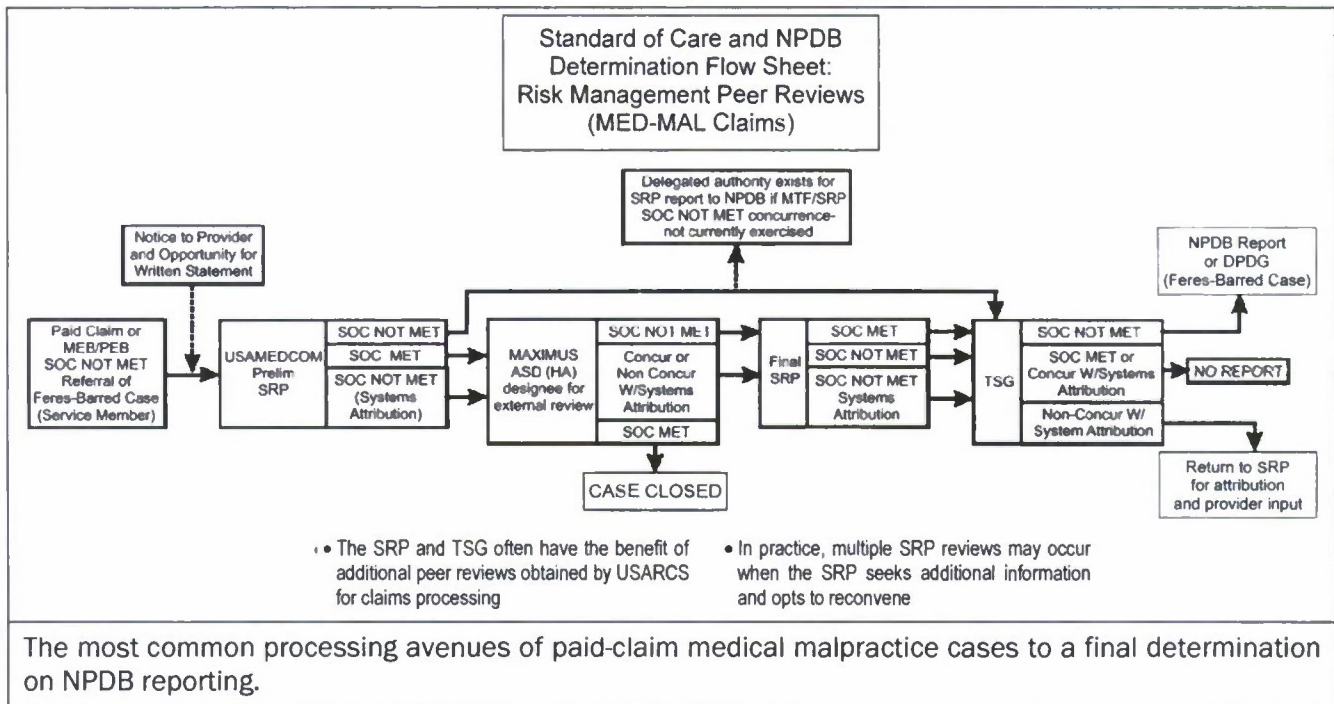 Standard of Care and NPDB
Determination Flow Sheet:
Risk Management Peer Reviews
(MED-MAL Claims)
Delegated authority exists for
SRP report to NPDB if MTF/SRP
SOC NOT MET concurrence-
not currently exercised
Notice to Provider
and Opportunity for
Written Statement
NPDB Report
or DPDG
(Feres-Barred Case)
Paid Claim or
MEB/PEB
SOC NOT MET
Referral of
Feres-Barred Case
(Service Member)
USAMEDCOM
Prelim
SRP
SOC NOT MET
SOC MET
SOC NOT MET
(Systems
Attribution)
MAXIMUS
ASD (HA)
designee for
external review
SOC NOT MET
Concur or
Non Concur
W/Systems
Attribution
SOC MET
Final
SRP
SOC MET
SOC NOT MET
SOC NOT MET
Systems
Attribution
TSG
SOC NOT MET
SOC MET or
Concur W/Systems
Attribution
Non-Concur W/
System Attribution
NO REPORT
CASE CLOSED
Return to SRP
for attribution
and provider input
• The SRP and TSG often have the benefit of
additional peer reviews obtained by USARCS
for claims processing
• In practice, multiple SRP reviews may occur
when the SRP seeks additional information
and opts to reconvene
The most common processing avenues of paid-claim medical malpractice cases to a final determination
on NPDB reporting.